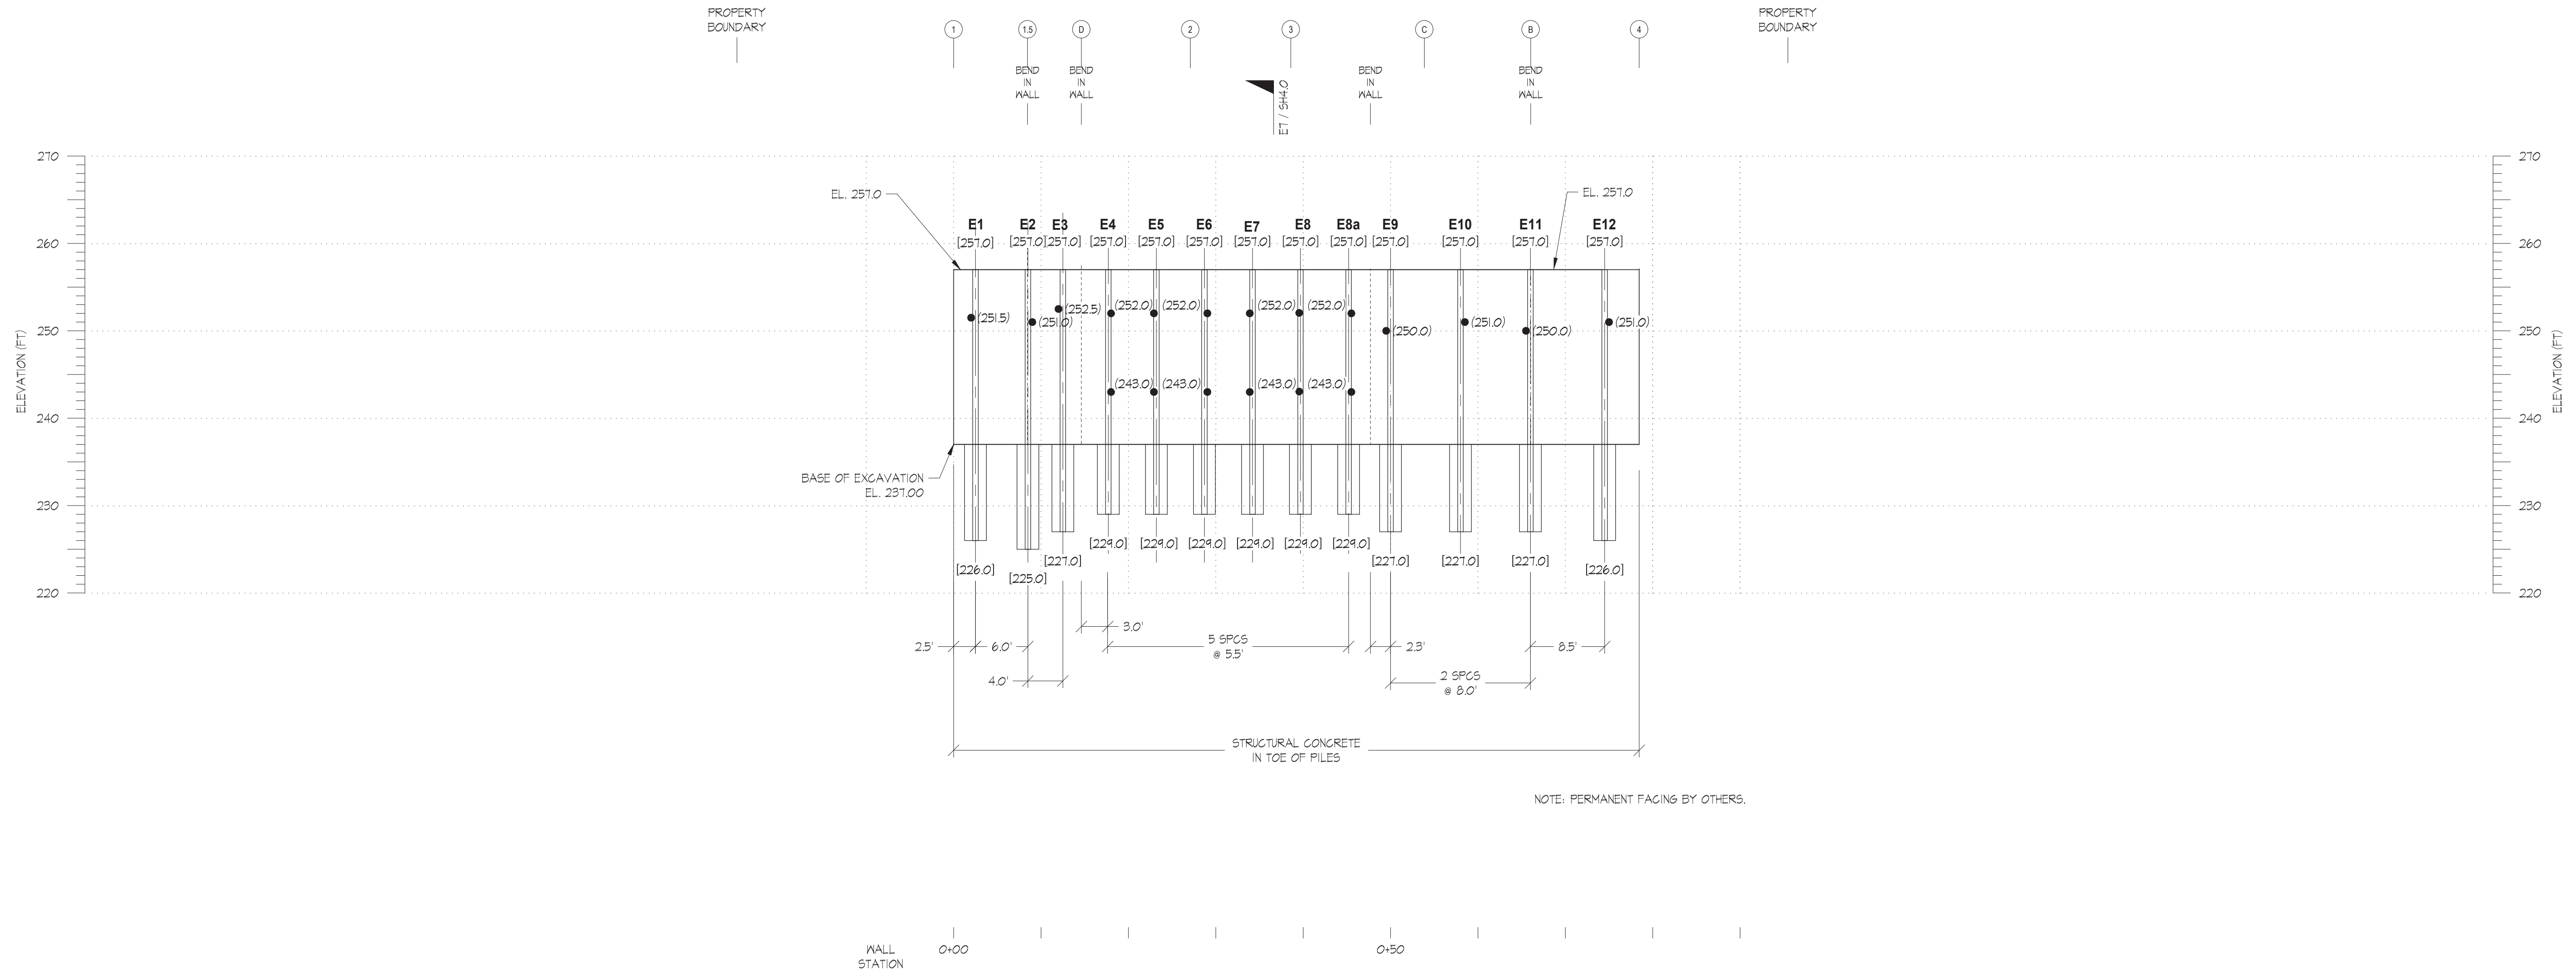 PROPERTY
BOUNDARY
PROPERTY
BOUNDARY
1
1.5
D
2
3
C
B
4
BEND
IN
WALL
BEND
IN
WALL
BEND
IN
WALL
BEND
IN
WALL
E7 / SH4.0
270
270
EL. 257.0
EL. 257.0
E1
E2
E3
E4
E5
E6
E7
E8
E8a
E9
E10
E11
E12
260
[257.0]
[257.0]
[257.0]
[257.0]
[257.0]
[257.0]
[257.0]
[257.0]
[257.0]
[257.0]
[257.0]
[257.0]
[257.0]
260
(251.5)
(251.0)
(252.5)
(252.0)
(252.0)
(252.0)
(252.0)
(250.0)
(251.0)
(250.0)
(251.0)
250
250
ELEVATION (FT)
ELEVATION (FT)
(243.0)
(243.0)
(243.0)
(243.0)
240
240
BASE OF EXCAVATION
EL. 237.00
230
230
[226.0]
[225.0]
[227.0]
[229.0]
[229.0]
[229.0]
[229.0]
[229.0]
[229.0]
[227.0]
[227.0]
[227.0]
[226.0]
220
220
3.0'
2.5'
6.0'
5 SPCS
@ 5.5'
2.3'
8.5'
4.0'
2 SPCS
@ 8.0'
STRUCTURAL CONCRETE
IN TOE OF PILES
NOTE: PERMANENT FACING BY OTHERS.
WALL
STATION
0+00
0+50